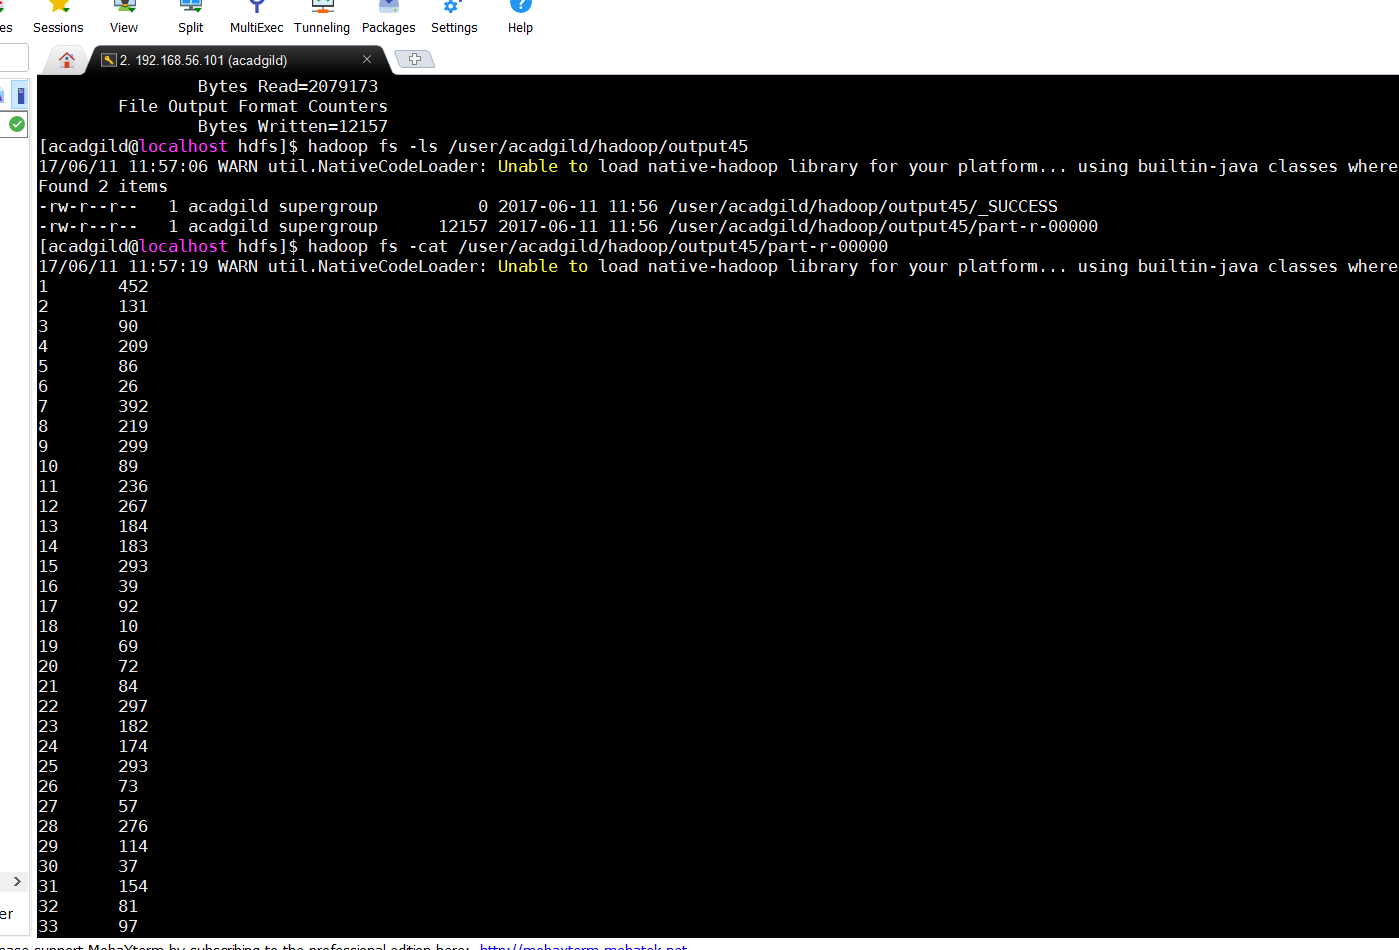 es Sessions View Split MultiExec Tunneling Packages Settings Help
2. 192.168.56.101 (acadgild)
Bytes Read=2079173
File Output Format Counters
Bytes Written=12157
[acadgild@localhost hdfs]$ hadoop fs -ls /user/acadgild/hadoop/output45
17/06/11 11:57:06 WARN util.NativeCodeLoader: Unable to load native-hadoop library for your platform... using builtin-java classes where
Found 2 items
-rw-r--r--   1 acadgild supergroup          0 2017-06-11 11:56 /user/acadgild/hadoop/output45/_SUCCESS
-rw-r--r--   1 acadgild supergroup      12157 2017-06-11 11:56 /user/acadgild/hadoop/output45/part-r-00000
[acadgild@localhost hdfs]$ hadoop fs -cat /user/acadgild/hadoop/output45/part-r-00000
17/06/11 11:57:19 WARN util.NativeCodeLoader: Unable to load native-hadoop library for your platform... using builtin-java classes where
1       452
2       131
3       90
4       209
5       86
6       26
7       392
8       219
9       299
10      89
11      236
12      267
13      184
14      183
15      293
16      39
17      92
18      10
19      69
20      72
21      84
22      297
23      182
24      174
25      293
26      73
27      57
28      276
29      114
30      37
31      154
32      81
er
33      97
ease support MobaXterm by subscribing to the professional edition here: http://mobaxterm.mobatek.net